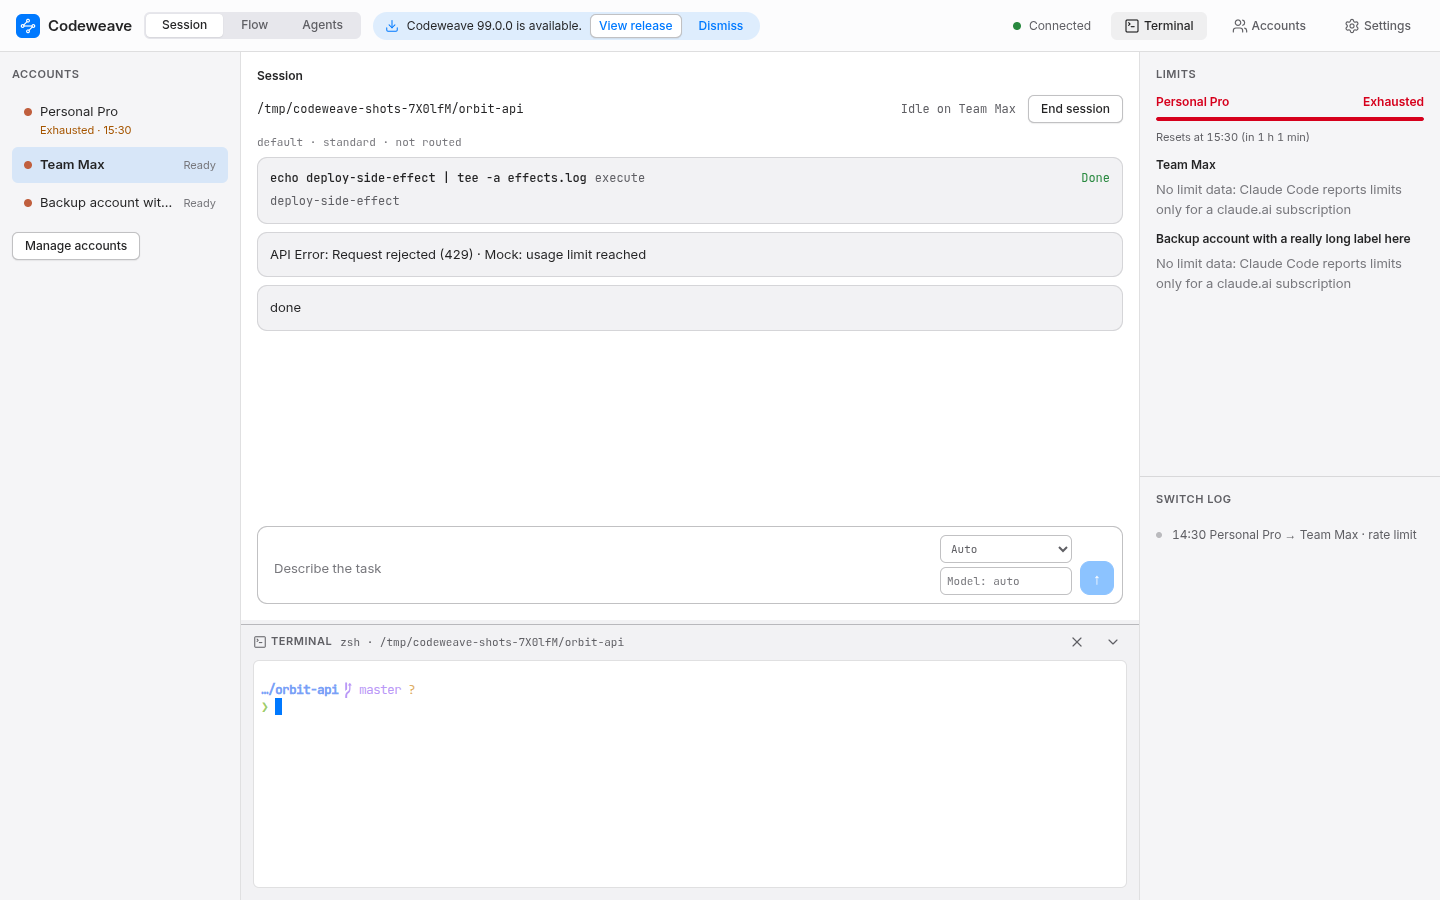 Codeweave
Session
Flow
Agents
Codeweave 99.0.0 is available.
View release
Dismiss
Connected
Terminal
Accounts
Settings
ACCOUNTS
Personal Pro
Exhausted · 15:30
Team Max
Ready
Backup account wit...
Ready
Manage accounts
Session
/tmp/codeweave-shots-7X0lfM/orbit-api
Idle on Team Max
End session
default · standard · not routed
echo deploy-side-effect | tee -a effects.log execute
Done
deploy-side-effect
API Error: Request rejected (429) · Mock: usage limit reached
done
Describe the task
Auto
Model: auto
↑
TERMINAL
zsh · /tmp/codeweave-shots-7X0lfM/orbit-api
…/orbit-api master ?
❯
LIMITS
Personal Pro
Exhausted
Resets at 15:30 (in 1 h 1 min)
Team Max
No limit data: Claude Code reports limits
only for a claude.ai subscription
Backup account with a really long label here
No limit data: Claude Code reports limits
only for a claude.ai subscription
SWITCH LOG
14:30 Personal Pro → Team Max · rate limit